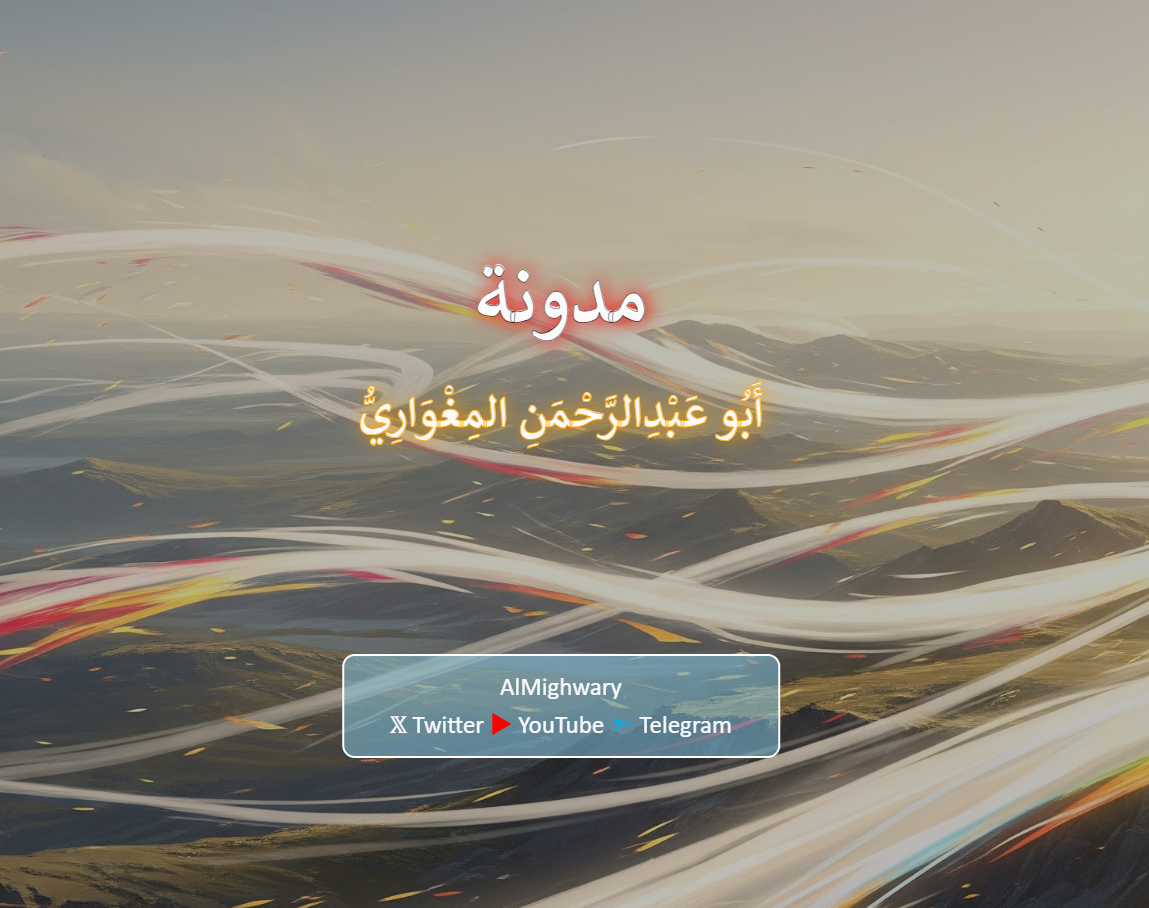 مدونة
أَبُو عَبْدِالرَّحْمَنِ المِغْوَارِيُّ
AlMighwary
𝕏 Twitter ▶ YouTube ➣ Telegram